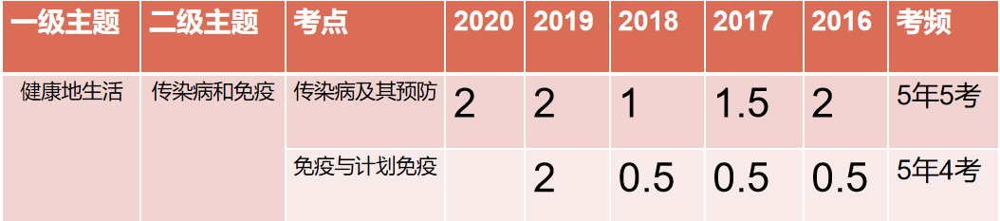 一级主题 二级主题 考点 2020 2019 2018 2017 2016 考频
健康地生活 传染病和免疫 传染病及其预防 2 2 1 1.5 2 5年5考
免疫与计划免疫 2 0.5 0.5 0.5 5年4考